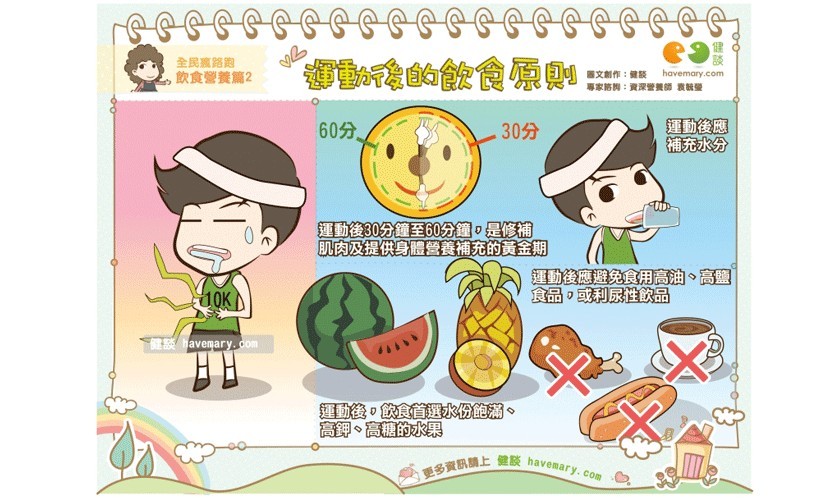 全民瘋路跑
飲食營養篇2
運動後的飲食原則
圖文創作：健談
專家諮詢：資深營養師 袁毓瑩
健談
havemary.com
60分
30分
運動後30分鐘至60分鐘，是修補
肌肉及提供身體營養補充的黃金期
運動後應
補充水分
10K
健談 havemary.com
運動後應避免食用高油、高鹽
食品，或利尿性飲品
運動後，飲食首選水份飽滿、
高鉀、高糖的水果
更多資訊請上 健談 havemary.com